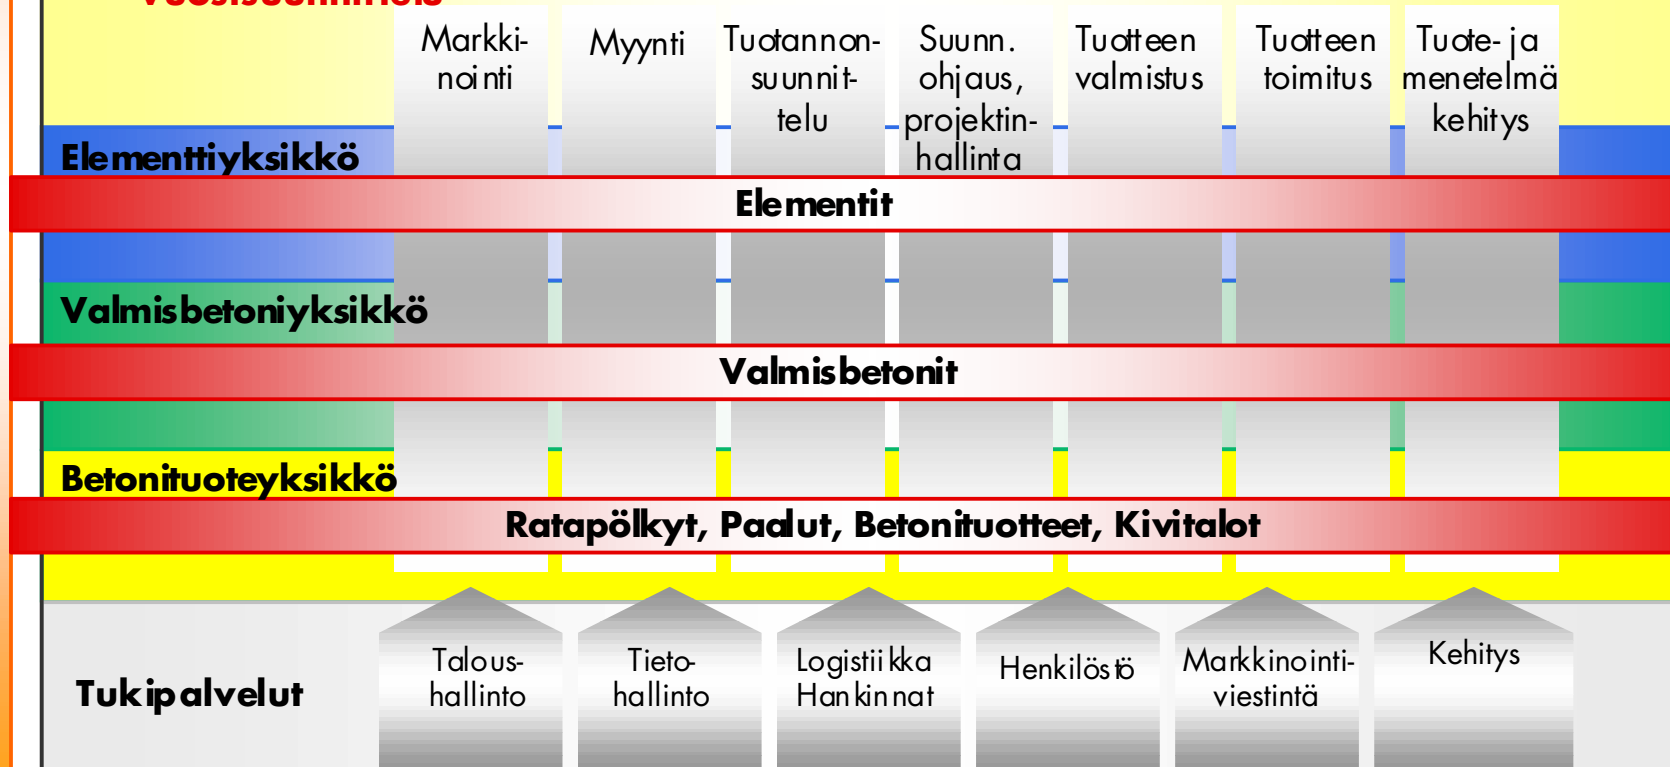 Vuosisuunnittelu
Markki-
nointi
Myynti
Tuotannon-
suunnit-
telu
Suunn.
ohjaus,
projektin-
hallinta
Tuotteen
valmistus
Tuotteen
toimitus
Tuote- ja
menetelmä
kehitys
Elementtiyksikkö
Elementit
Valmisbetoniyksikkö
Valmisbetonit
Betonituoteyksikkö
Ratapölkyt, Paalut, Betonituotteet, Kivitalot
Tukipalvelut
Talous-
hallinto
Tieto-
hallinto
Logistiikka
Hankinnat
Henkilöstö
Markkinointi-
viestintä
Kehitys